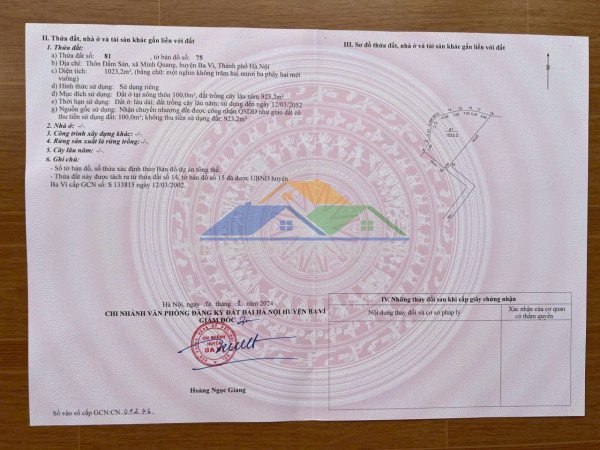 II. Thửa đất, nhà ở và tài sản khác gắn liền với đất
1. Thửa đất:
a) Thửa đất số: 81 , tờ bản đồ số: 75
b) Địa chỉ: Thôn Đầm Sản, xã Minh Quang, huyện Ba Vì, Thành phố Hà Nội
c) Diện tích: 1023,2m², (bằng chữ: một nghìn không trăm hai mươi ba phẩy hai mét
vuông)
d) Hình thức sử dụng: Sử dụng riêng
đ) Mục đích sử dụng: Đất ở tại nông thôn 100,0m², đất trồng cây lâu năm 923,2m²
e) Thời hạn sử dụng: Đất ở: lâu dài; đất trồng cây lâu năm: sử dụng đến ngày 12/03/2052
g) Nguồn gốc sử dụng: Nhận chuyển nhượng đất được công nhận QSDĐ như giao đất có
thu tiền sử dụng đất: 100,0m²; không thu tiền sử dụng đất: 923,2m²
2. Nhà ở: -/-
3. Công trình xây dựng khác: -/-
4. Rừng sản xuất là rừng trồng: -/-
5. Cây lâu năm: -/-
6. Ghi chú:
- Số tờ bản đồ, số thửa xác định theo Bản đồ dự án tổng thể.
- Thửa đất này được tách ra từ thửa đất số 14, tờ bản đồ số 15 đã được UBND huyện
Ba Vì cấp GCN số: S 133815 ngày 12/03/2002.
Hà Nội, ngày tháng năm 2024
CHI NHÁNH VĂN PHÒNG ĐĂNG KÝ ĐẤT ĐAI HÀ NỘI HUYỆN BA VÌ
GIÁM ĐỐC
CHI NHÁNH
HUYỆN
BA VÌ
Hoàng Ngọc Giang
Số vào sổ cấp GCN:CN
III. Sơ đồ thửa đất, nhà ở và tài sản khác gắn liền với đất
81
1023.2
IV. Những thay đổi sau khi cấp giấy chứng nhận
Nội dung thay đổi và cơ sở pháp lý
Xác nhận của cơ quan
có thẩm quyền